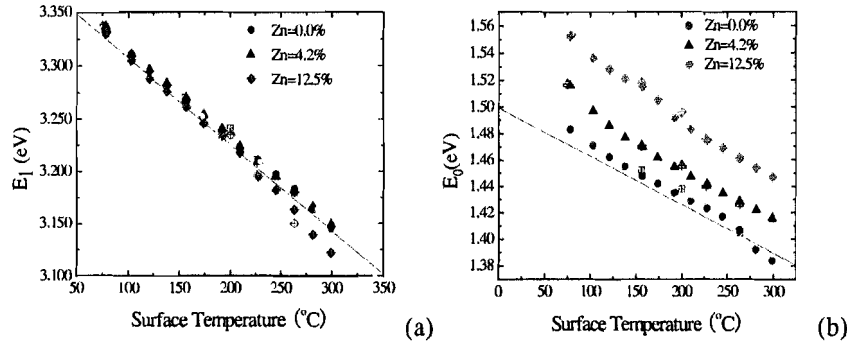 3.350
3.300
3.250
3.200
3.150
3.100
E1 (eV)
Zn=0.0%
Zn=4.2%
Zn=12.5%
50 100 150 200 250 300 350
Surface Temperature (°C)
(a)
1.56
1.54
1.52
1.50
1.48
1.46
1.44
1.42
1.40
1.38
E0(eV)
Zn=0.0%
Zn=4.2%
Zn=12.5%
0 50 100 150 200 250 300
Surface Temperature (°C)
(b)